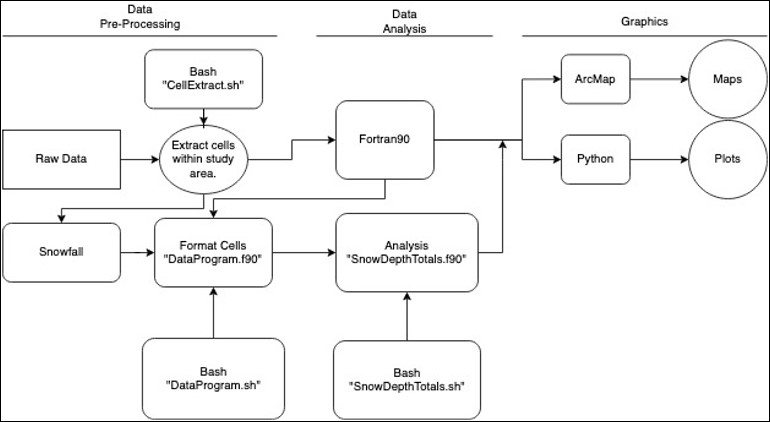 Data
Pre-Processing
Data
Analysis
Graphics
Bash
"CellExtract.sh"
ArcMap
Maps
Raw Data
Extract cells
within study
area.
Fortran90
Python
Plots
Snowfall
Format Cells
"DataProgram.f90"
Analysis
"SnowDepthTotals.f90"
Bash
"DataProgram.sh"
Bash
"SnowDepthTotals.sh"